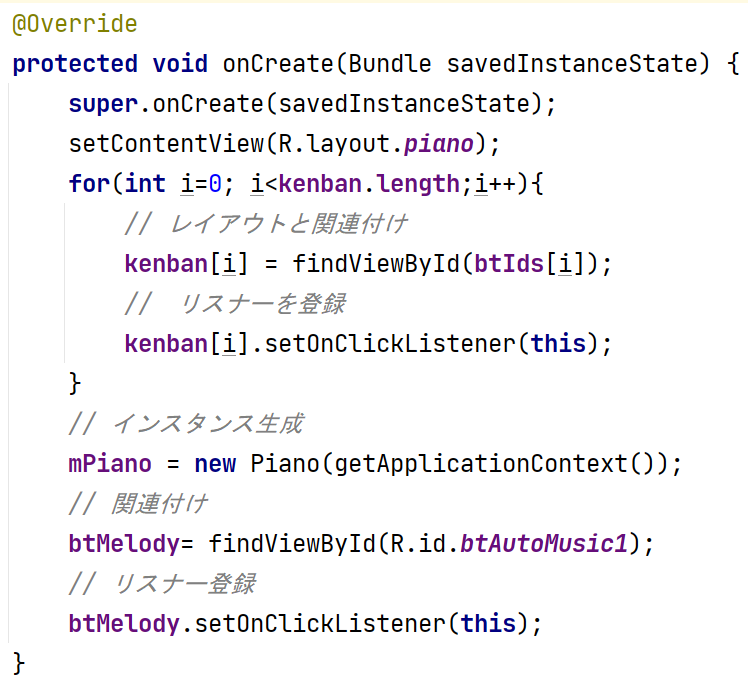 @Override
protected void onCreate(Bundle savedInstanceState) {
    super.onCreate(savedInstanceState);
    setContentView(R.layout.piano);
    for(int i=0; i<kenban.length;i++){
        // レイアウトと関連付け
        kenban[i] = findViewById(btIds[i]);
        //  リスナーを登録
        kenban[i].setOnClickListener(this);
    }
    // インスタンス生成
    mPiano = new Piano(getApplicationContext());
    // 関連付け
    btMelody= findViewById(R.id.btAutoMusic1);
    // リスナー登録
    btMelody.setOnClickListener(this);
}